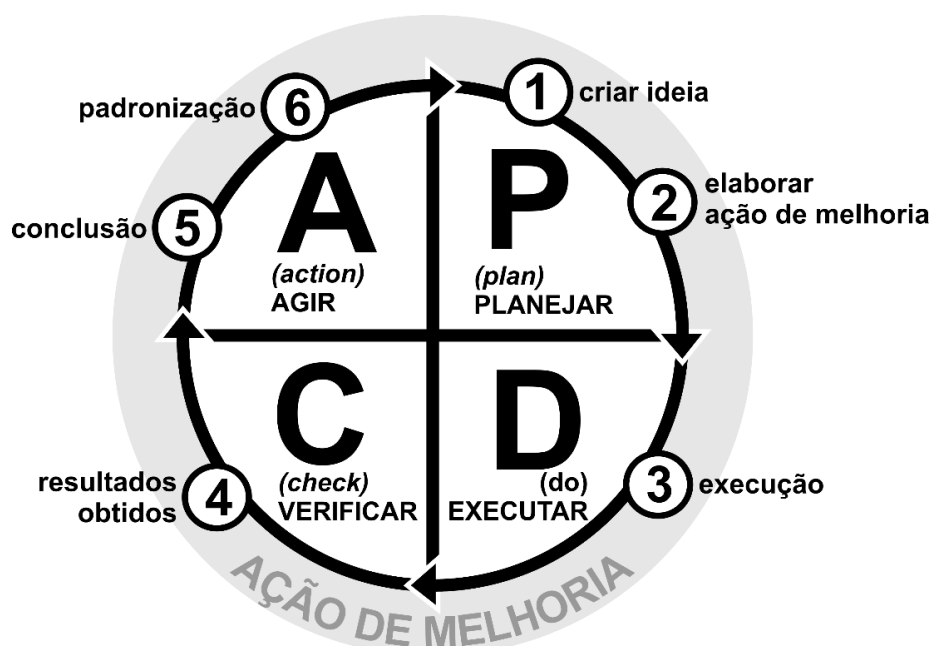 6
1
padronização
criar ideia
A
P
5
2
conclusão
elaborar
ação de melhoria
(action)
AGIR
(plan)
PLANEJAR
C
D
resultados
obtidos
4
(check)
VERIFICAR
(do)
EXECUTAR
3
execução
AÇÃO DE MELHORIA